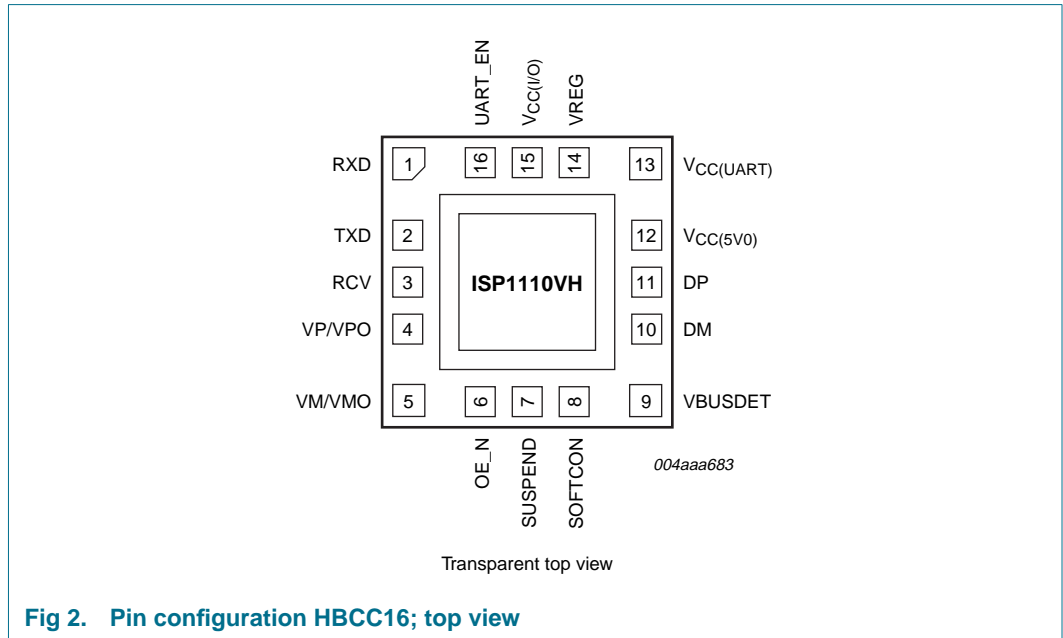 UART_EN
VCC(I/O)
VREG
RXD 1 16 15 14 13 VCC(UART)
TXD 2 12 VCC(5V0)
RCV 3 ISP1110VH 11 DP
VP/VPO 4 10 DM
VM/VMO 5 6 7 8 9 VBUSDET
OE_N
SUSPEND
SOFTCON
004aaa683
Transparent top view
Fig 2. Pin configuration HBCC16; top view